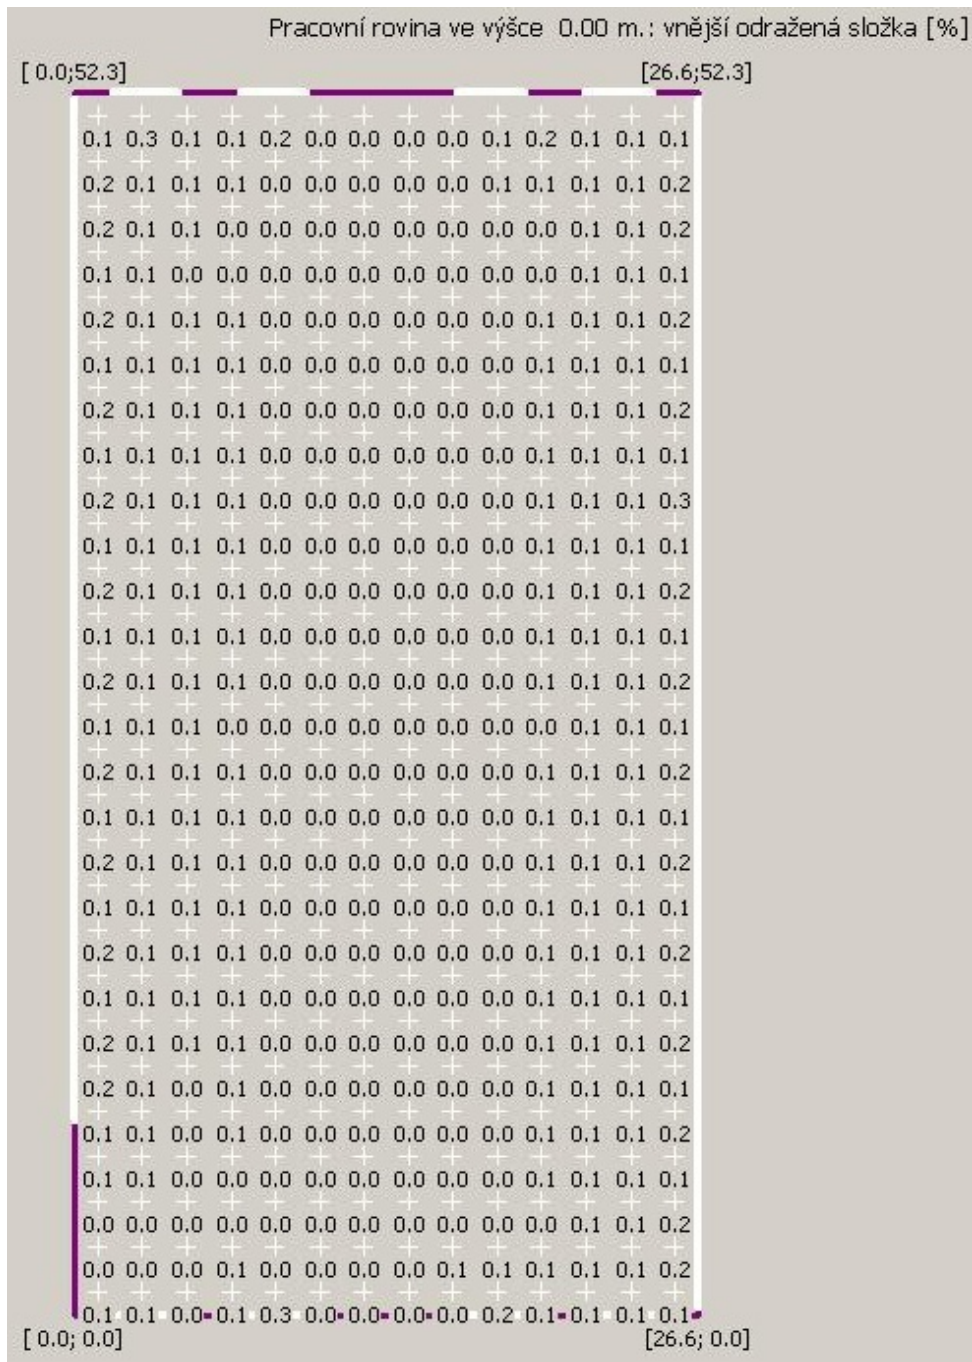 Pracovní rovina ve výšce 0.00 m.: vnější odražená složka [%]
[ 0.0;52.3] [26.6;52.3]
0.1 0.3 0.1 0.1 0.2 0.0 0.0 0.0 0.0 0.1 0.2 0.1 0.1 0.1
0.2 0.1 0.1 0.1 0.0 0.0 0.0 0.0 0.0 0.1 0.1 0.1 0.1 0.2
0.2 0.1 0.1 0.0 0.0 0.0 0.0 0.0 0.0 0.0 0.0 0.1 0.1 0.2
0.1 0.1 0.0 0.0 0.0 0.0 0.0 0.0 0.0 0.0 0.0 0.1 0.1 0.1
0.2 0.1 0.1 0.1 0.0 0.0 0.0 0.0 0.0 0.0 0.1 0.1 0.1 0.2
0.1 0.1 0.1 0.1 0.0 0.0 0.0 0.0 0.0 0.0 0.1 0.1 0.1 0.1
0.2 0.1 0.1 0.1 0.0 0.0 0.0 0.0 0.0 0.0 0.1 0.1 0.1 0.2
0.1 0.1 0.1 0.1 0.0 0.0 0.0 0.0 0.0 0.0 0.1 0.1 0.1 0.1
0.2 0.1 0.1 0.1 0.0 0.0 0.0 0.0 0.0 0.0 0.1 0.1 0.1 0.3
0.1 0.1 0.1 0.1 0.0 0.0 0.0 0.0 0.0 0.0 0.1 0.1 0.1 0.1
0.2 0.1 0.1 0.1 0.0 0.0 0.0 0.0 0.0 0.0 0.1 0.1 0.1 0.2
0.1 0.1 0.1 0.1 0.0 0.0 0.0 0.0 0.0 0.0 0.1 0.1 0.1 0.1
0.2 0.1 0.1 0.1 0.0 0.0 0.0 0.0 0.0 0.0 0.1 0.1 0.1 0.2
0.1 0.1 0.1 0.0 0.0 0.0 0.0 0.0 0.0 0.0 0.0 0.1 0.1 0.1
0.2 0.1 0.1 0.1 0.0 0.0 0.0 0.0 0.0 0.0 0.1 0.1 0.1 0.2
0.1 0.1 0.1 0.1 0.0 0.0 0.0 0.0 0.0 0.0 0.1 0.1 0.1 0.1
0.2 0.1 0.1 0.1 0.0 0.0 0.0 0.0 0.0 0.0 0.1 0.1 0.1 0.2
0.1 0.1 0.1 0.1 0.0 0.0 0.0 0.0 0.0 0.0 0.1 0.1 0.1 0.1
0.2 0.1 0.1 0.1 0.0 0.0 0.0 0.0 0.0 0.0 0.1 0.1 0.1 0.2
0.1 0.1 0.1 0.1 0.0 0.0 0.0 0.0 0.0 0.0 0.1 0.1 0.1 0.1
0.2 0.1 0.1 0.1 0.0 0.0 0.0 0.0 0.0 0.0 0.1 0.1 0.1 0.2
0.2 0.1 0.0 0.1 0.0 0.0 0.0 0.0 0.0 0.0 0.1 0.1 0.1 0.1
0.1 0.1 0.0 0.1 0.0 0.0 0.0 0.0 0.0 0.0 0.1 0.1 0.1 0.2
0.1 0.1 0.0 0.0 0.0 0.0 0.0 0.0 0.0 0.0 0.1 0.1 0.1 0.1
0.0 0.0 0.0 0.0 0.0 0.0 0.0 0.0 0.0 0.0 0.0 0.1 0.1 0.2
0.0 0.0 0.0 0.1 0.0 0.0 0.0 0.0 0.1 0.1 0.1 0.1 0.1 0.2
0.1 0.1 0.0 0.1 0.3 0.0 0.0 0.0 0.0 0.2 0.1 0.1 0.1 0.1
[ 0.0; 0.0] [26.6; 0.0]